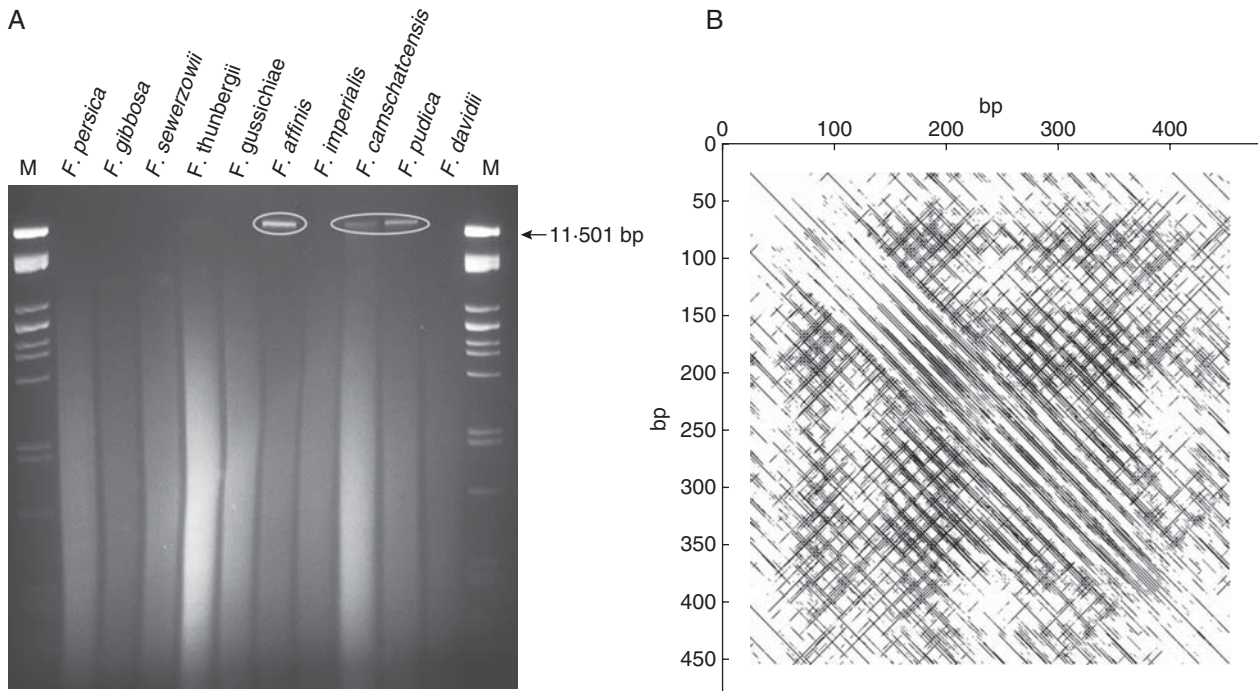 A
F. persica
F. gibbosa
F. sewerzowii
F. thunbergii
F. gussichiae
F. affinis
F. imperialis
F. camschatcensis
F. pudica
F. davidii
M
M
11·501 bp
B
bp
0 100 200 300 400
0
50
100
150
200
250
300
350
400
450
bp